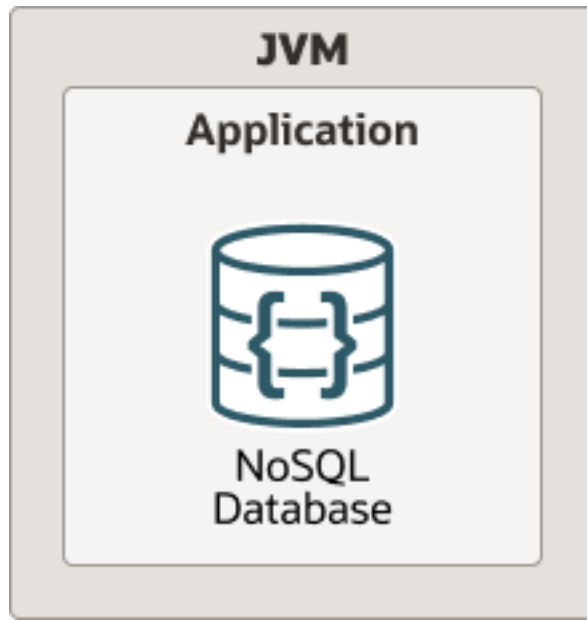 JVM
Application
{ }
NoSQL
Database